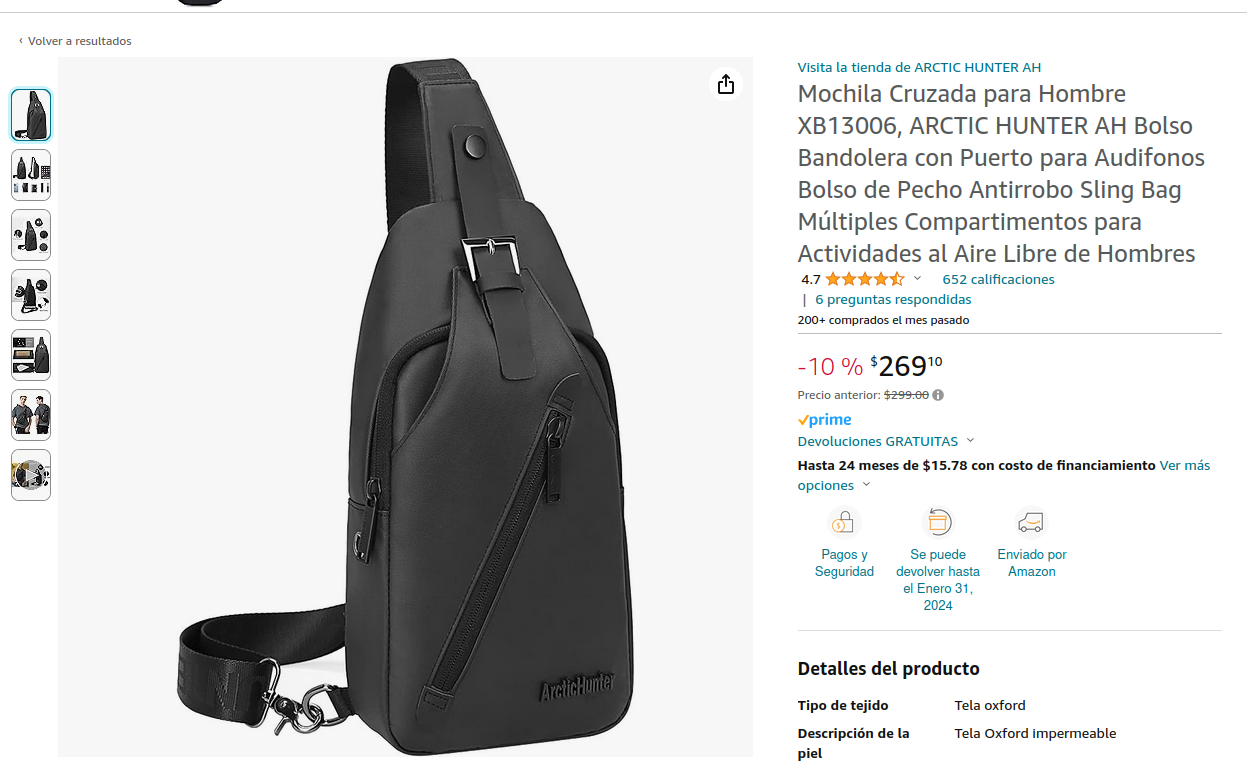 ‹ Volver a resultados
Visita la tienda de ARCTIC HUNTER AH
Mochila Cruzada para Hombre
XB13006, ARCTIC HUNTER AH Bolso
Bandolera con Puerto para Audifonos
Bolso de Pecho Antirrobo Sling Bag
Múltiples Compartimentos para
Actividades al Aire Libre de Hombres
4.7 652 calificaciones
| 6 preguntas respondidas
200+ comprados el mes pasado
-10 % $26910
Precio anterior: $299.00
prime
Devoluciones GRATUITAS
Hasta 24 meses de $15.78 con costo de financiamiento Ver más
opciones
Pagos y
Seguridad
Se puede
devolver hasta
el Enero 31,
2024
Enviado por
Amazon
Detalles del producto
Tipo de tejido Tela oxford
Descripción de la
piel
Tela Oxford impermeable
ArcticHunter